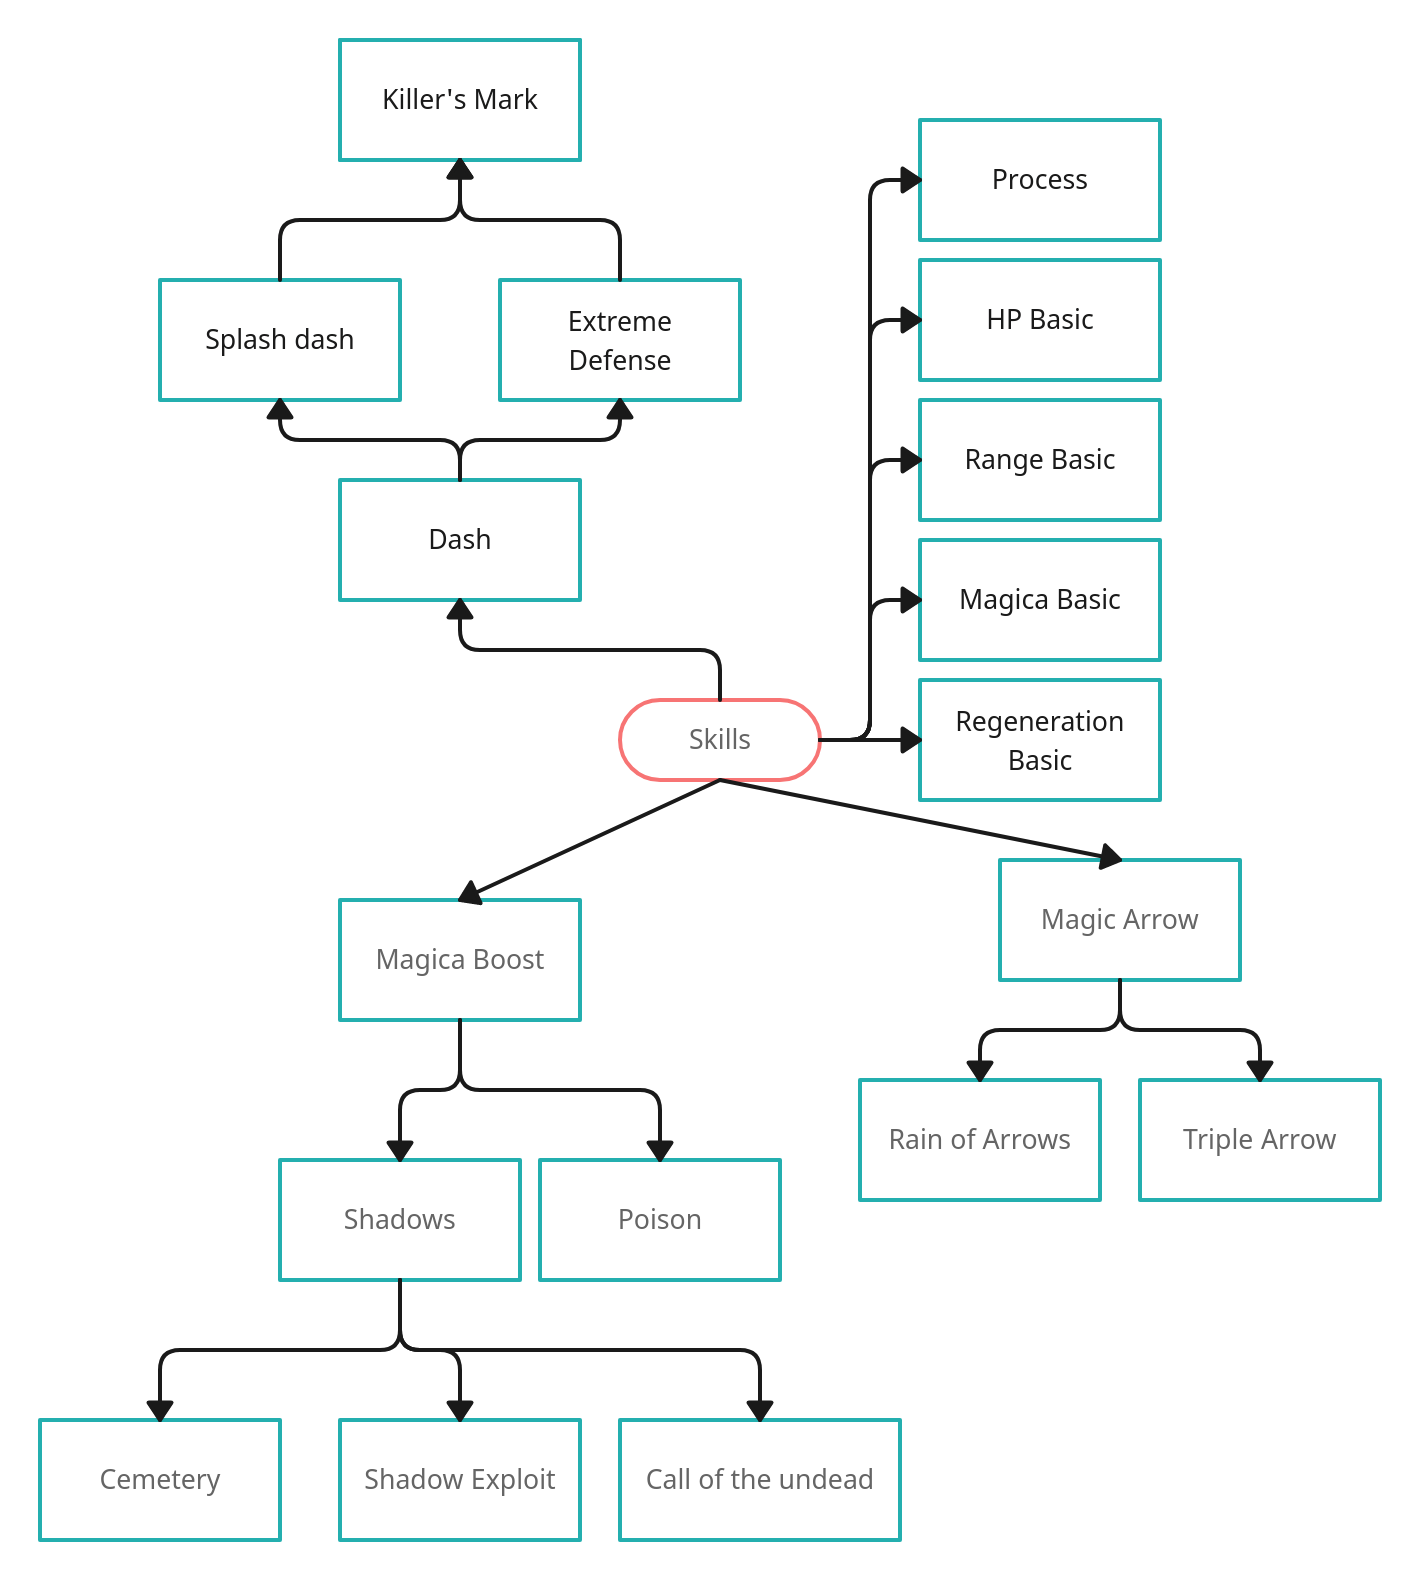 Killer's Mark
Process
Splash dash
Extreme
Defense
HP Basic
Range Basic
Dash
Magica Basic
Skills
Regeneration
Basic
Magica Boost
Magic Arrow
Rain of Arrows
Triple Arrow
Shadows
Poison
Cemetery
Shadow Exploit
Call of the undead